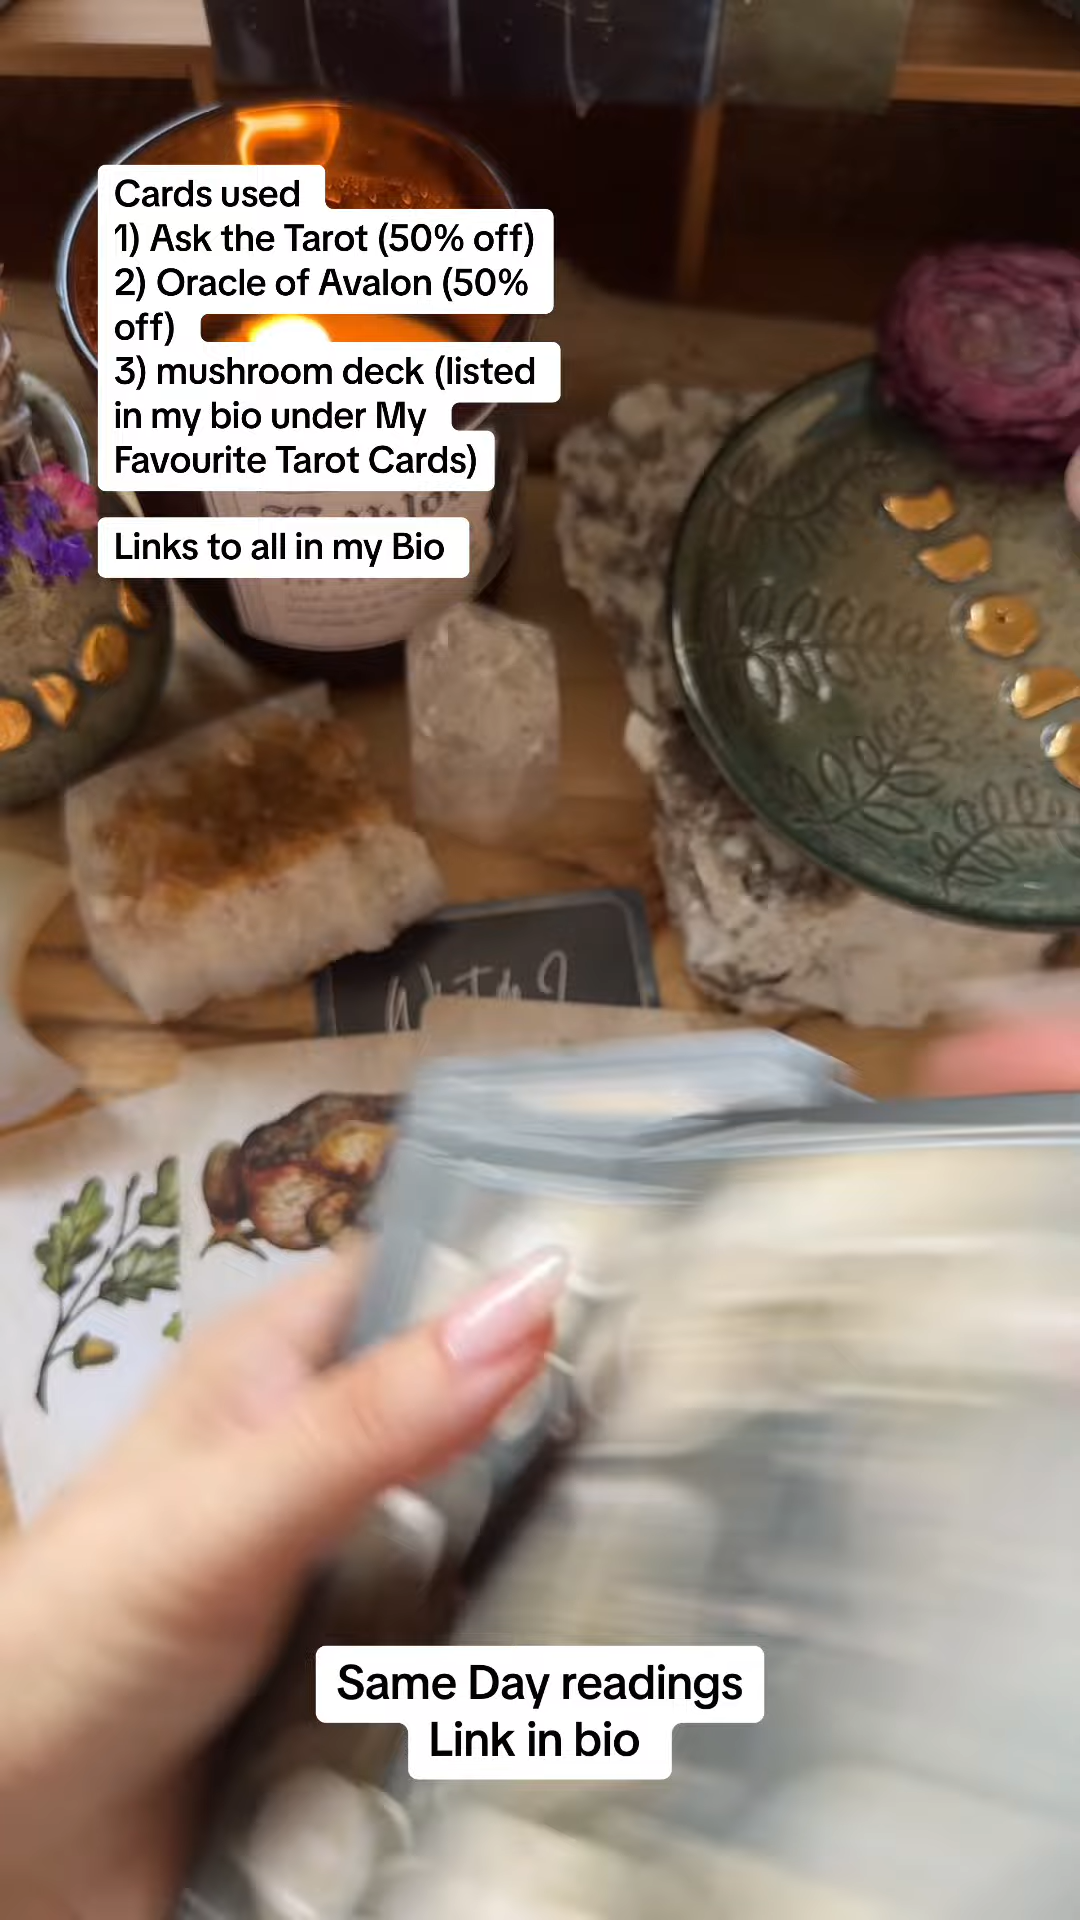 Cards used
1) Ask the Tarot (50% off)
2) Oracle of Avalon (50%
off)
3) mushroom deck (listed
in my bio under My
Favourite Tarot Cards)
Links to all in my Bio
Same Day readings
Link in bio